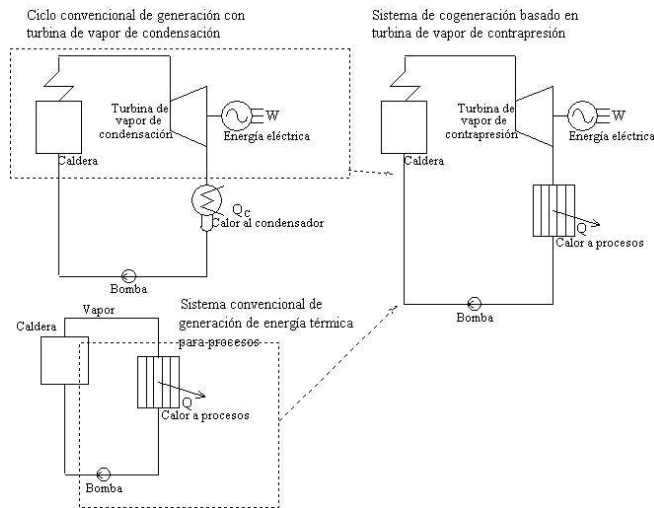 Ciclo convencional de generación con
turbina de vapor de condensación
Turbina de
vapor de
condensación
W
Energía eléctrica
Caldera
Qc
Calor al condensador
Bomba
Sistema de cogeneración basado en
turbina de vapor de contrapresión
Turbina de
vapor de
contrapresión
W
Energía eléctrica
Caldera
Q
Calor a procesos
Bomba
Sistema convencional de
generación de energía térmica
para procesos
Vapor
Caldera
Q
Calor a procesos
Bomba